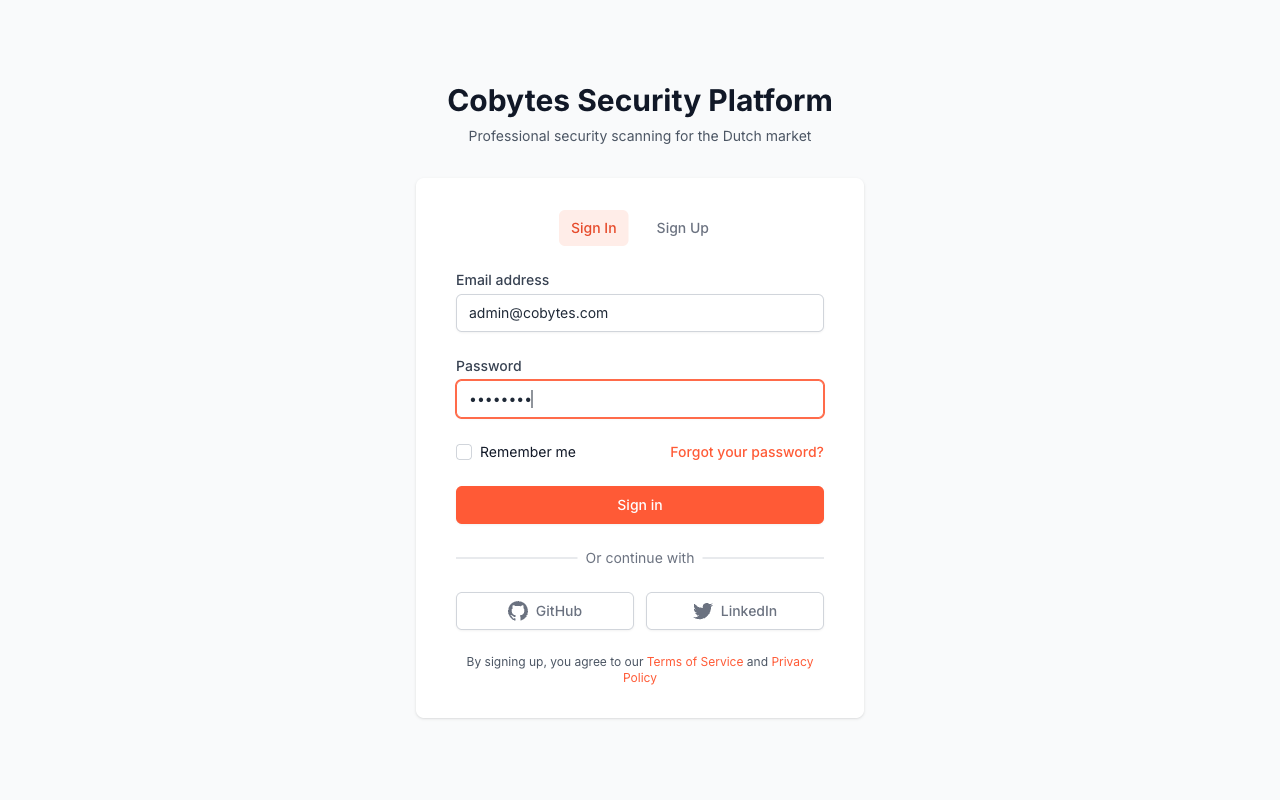 Cobytes Security Platform
Professional security scanning for the Dutch market
Sign In
Sign Up
Email address
admin@cobytes.com
Password
••••••••
Remember me
Forgot your password?
Sign in
Or continue with
GitHub
LinkedIn
By signing up, you agree to our Terms of Service and Privacy
Policy